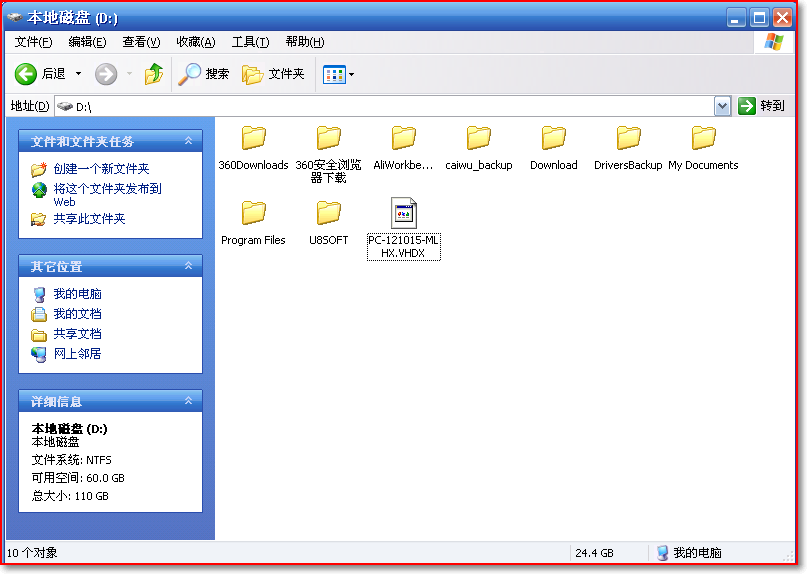 本地磁盘 (D:)
文件(F) 编辑(E) 查看(V) 收藏(A) 工具(T) 帮助(H)
后退 搜索 文件夹
地址(D) D:\ 转到
文件和文件夹任务
创建一个新文件夹
将这个文件夹发布到
Web
共享此文件夹
其它位置
我的电脑
我的文档
共享文档
网上邻居
详细信息
本地磁盘 (D:)
本地磁盘
文件系统: NTFS
可用空间: 60.0 GB
总大小: 110 GB
360Downloads
360安全浏览
器下载
AliWorkbe...
caiwu_backup
Download
DriversBackup
My Documents
Program Files
U8SOFT
PC-121015-ML
HX.VHDX
10 个对象 24.4 GB 我的电脑